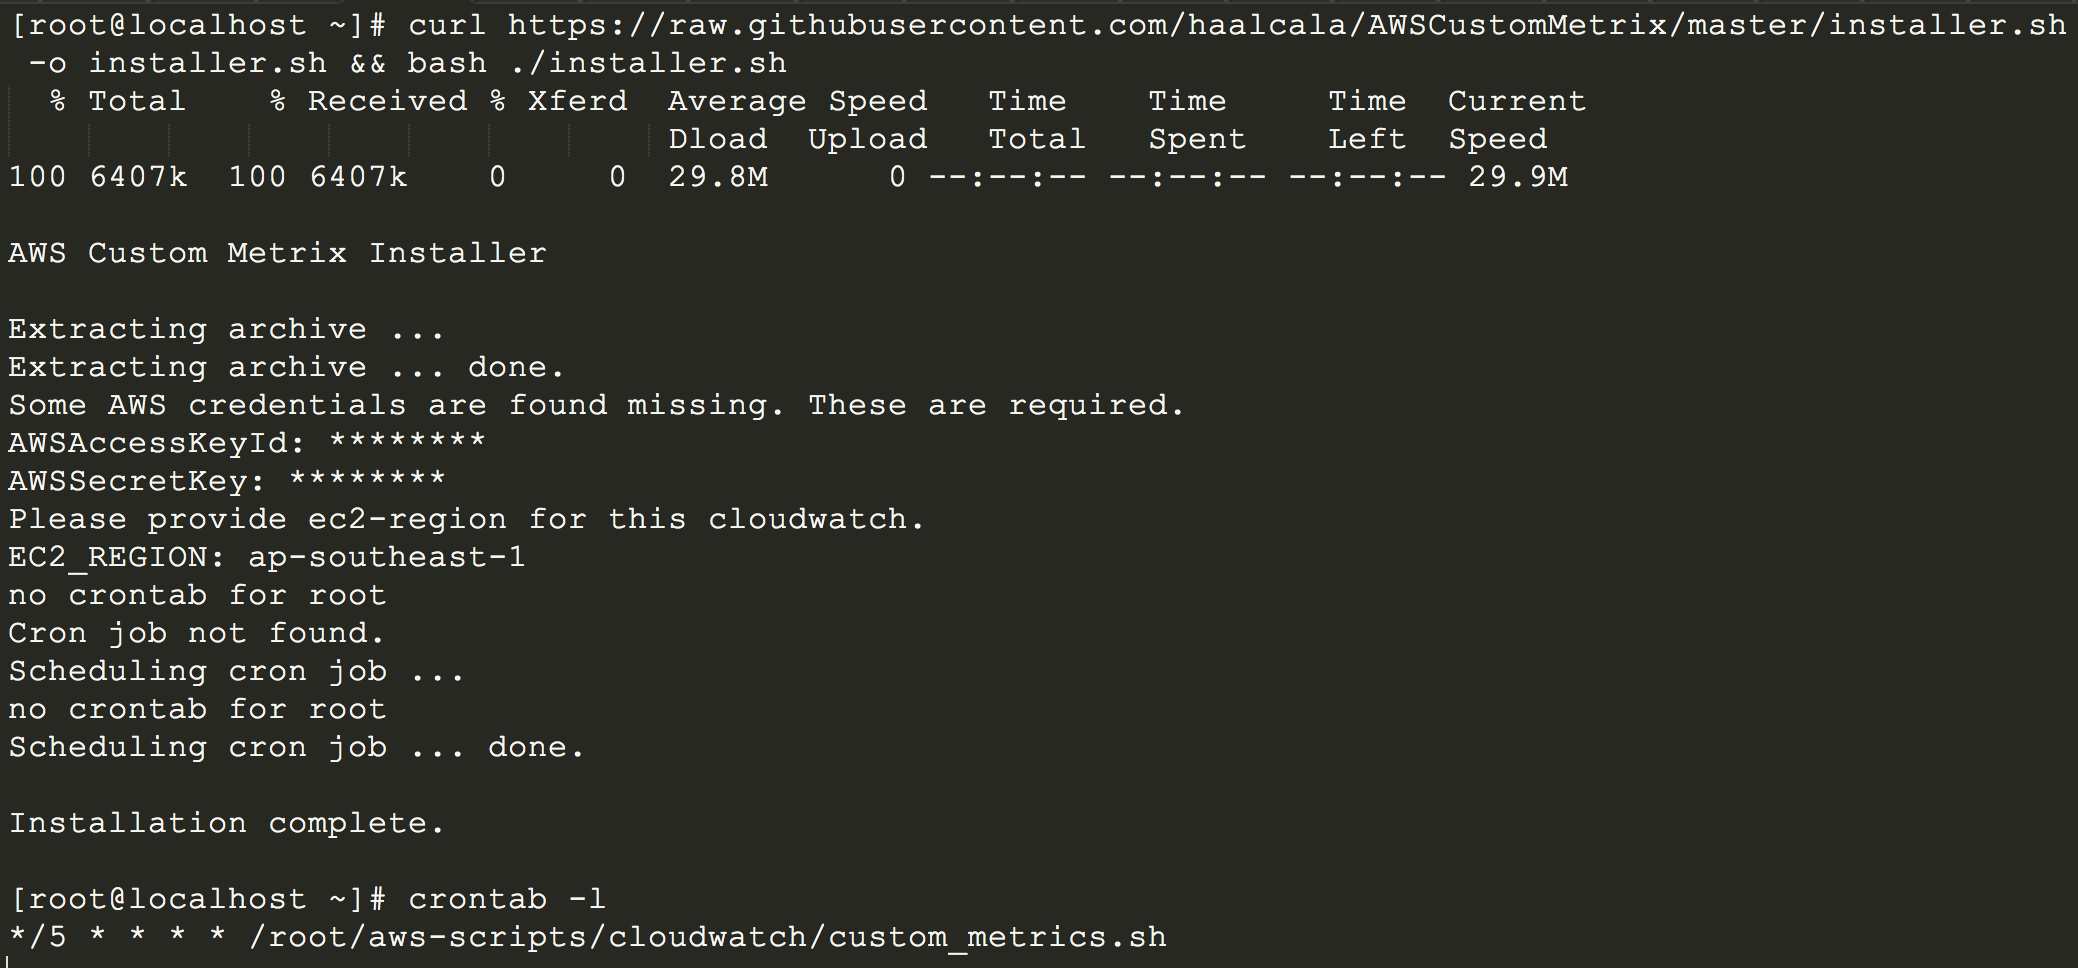 [root@localhost ~]# curl https://raw.githubusercontent.com/haalcala/AWSCustomMetrix/master/installer.sh
 -o installer.sh && bash ./installer.sh
  % Total    % Received % Xferd  Average Speed   Time    Time     Time  Current
                                 Dload  Upload   Total   Spent    Left  Speed
100 6407k  100 6407k    0     0  29.8M      0 --:--:-- --:--:-- --:--:-- 29.9M
AWS Custom Metrix Installer
Extracting archive ...
Extracting archive ... done.
Some AWS credentials are found missing. These are required.
AWSAccessKeyId: ********
AWSSecretKey: ********
Please provide ec2-region for this cloudwatch.
EC2_REGION: ap-southeast-1
no crontab for root
Cron job not found.
Scheduling cron job ...
no crontab for root
Scheduling cron job ... done.
Installation complete.
[root@localhost ~]# crontab -l
*/5 * * * * /root/aws-scripts/cloudwatch/custom_metrics.sh